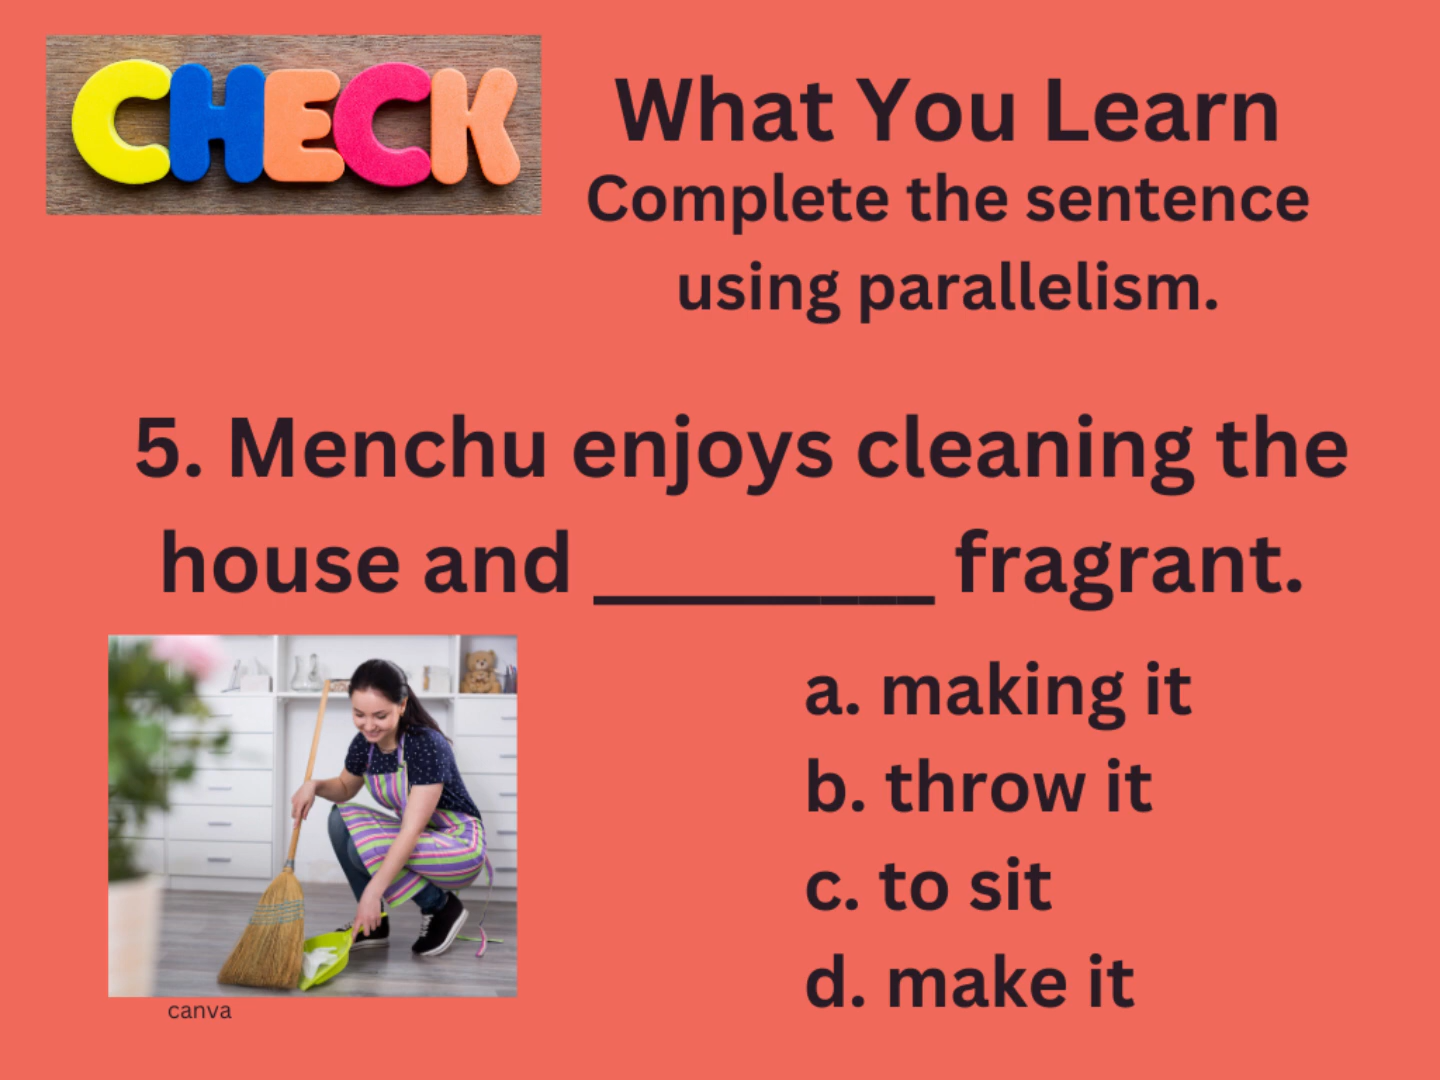 CHECK
What You Learn
Complete the sentence
using parallelism.
5. Menchu enjoys cleaning the
house and _________ fragrant.
a. making it
b. throw it
c. to sit
d. make it
canva